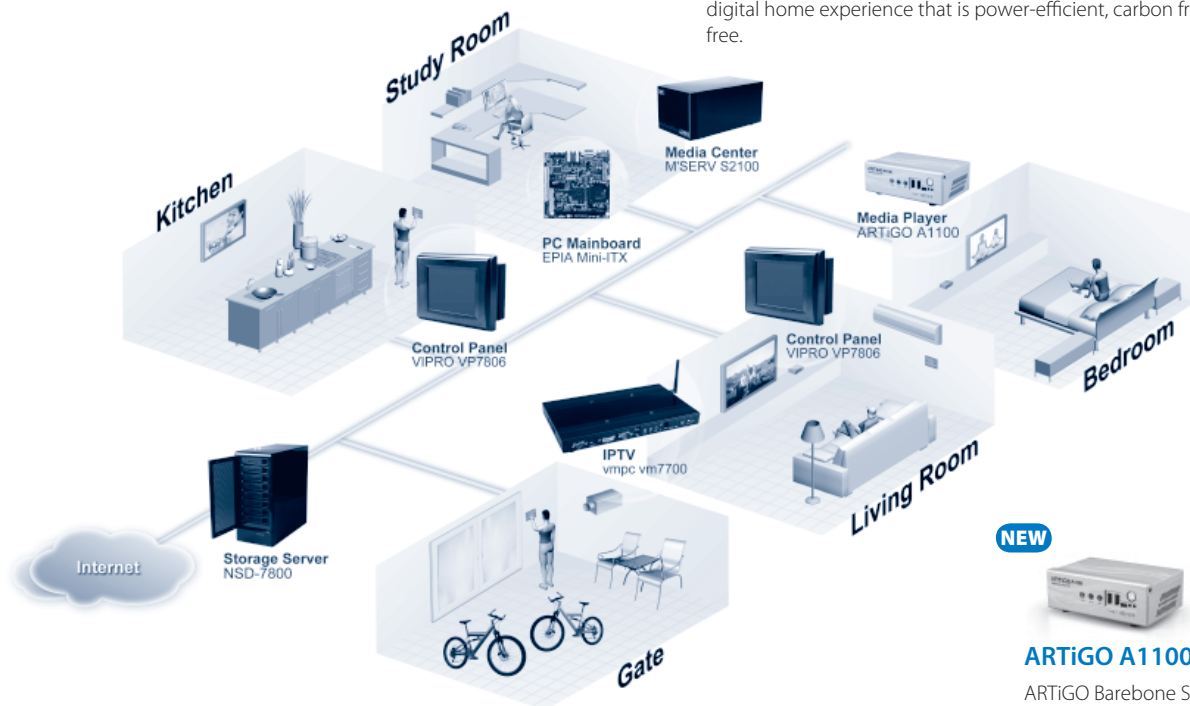 digital home experience that is power-efficient, carbon fr
free.
Study Room
Media Center
M'SERV S2100
Kitchen
PC Mainboard
EPIA Mini-ITX
Media Player
ARTiGO A1100
Control Panel
VIPRO VP7806
Control Panel
VIPRO VP7806
Bedroom
IPTV
vmpc vm7700
Living Room
Storage Server
NSD-7800
Internet
Gate
NEW
ARTiGO A1100
ARTiGO Barebone S